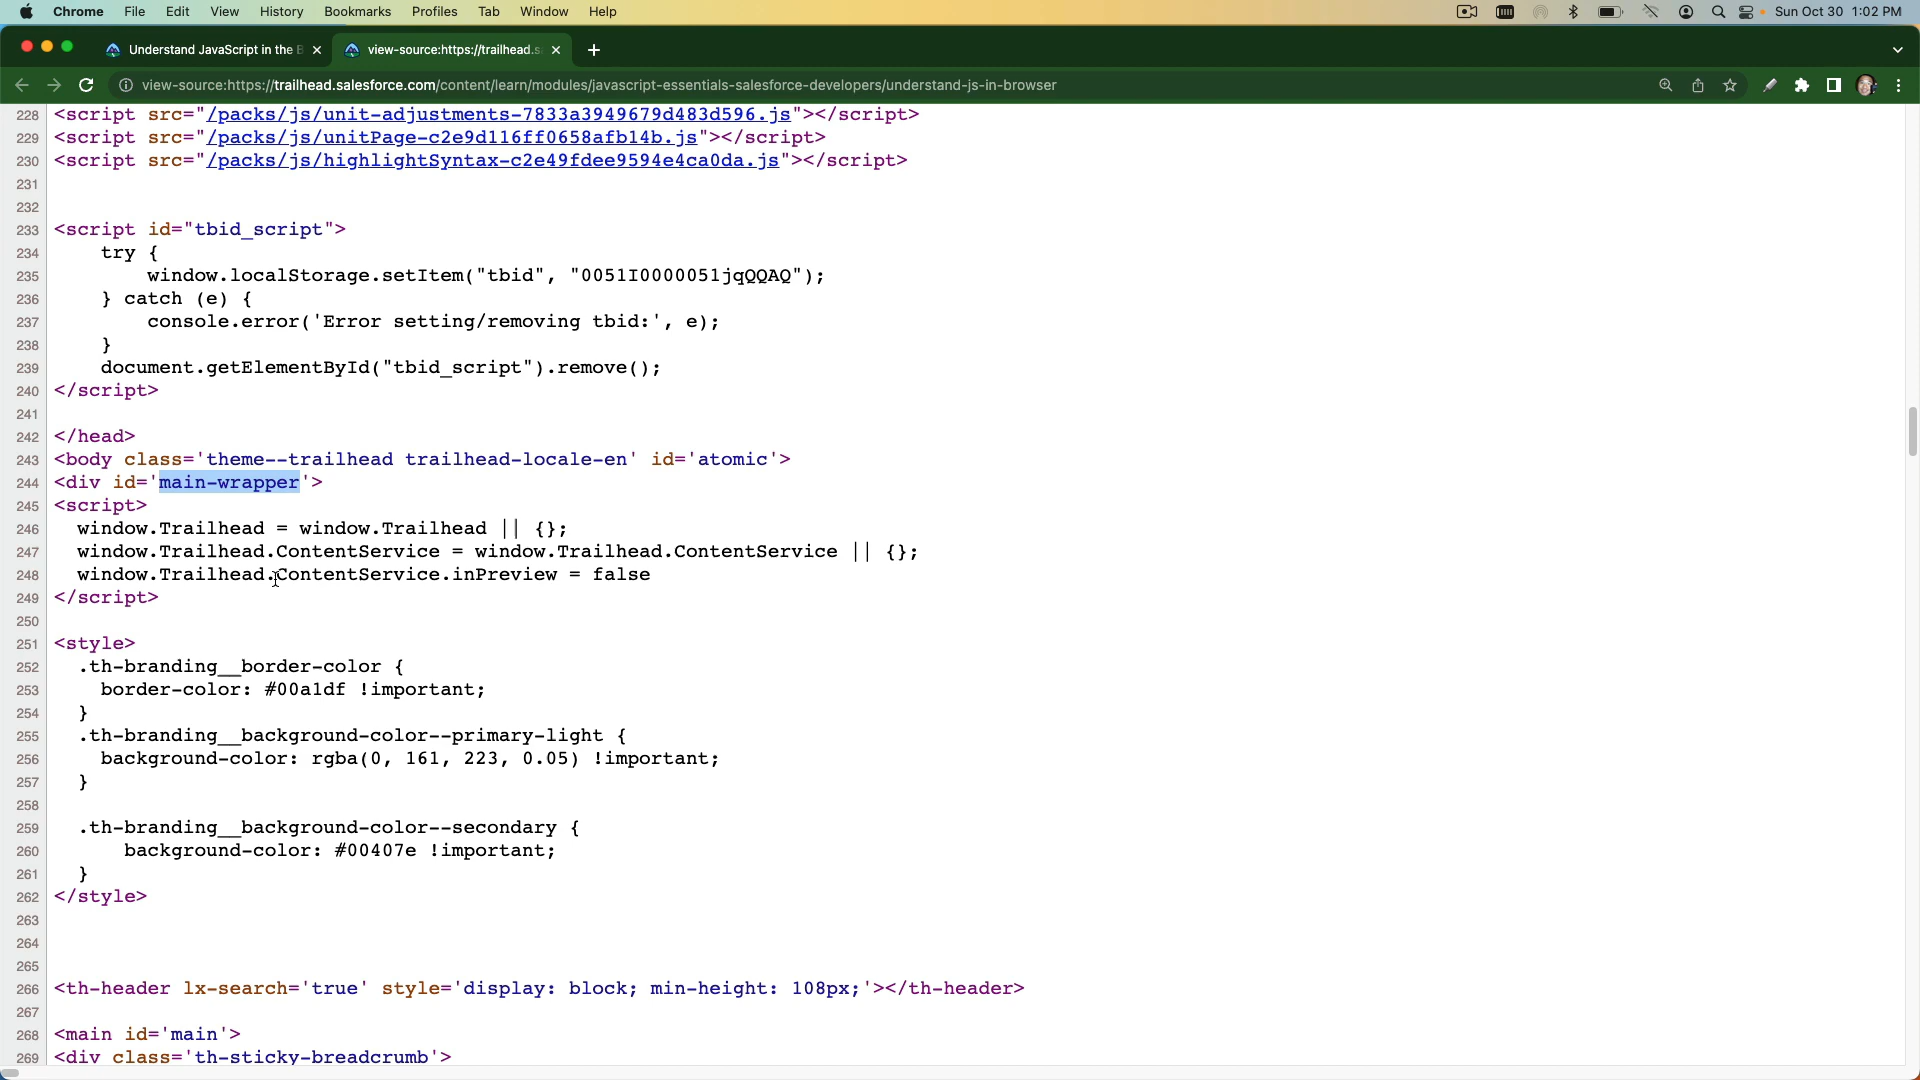 Chrome File Edit View History Bookmarks Profiles Tab Window Help Sun Oct 30 1:02 PM
Understand JavaScript in the B view-source:https://trailhead.s
view-source:https://trailhead.salesforce.com/content/learn/modules/javascript-essentials-salesforce-developers/understand-js-in-browser
228 <script src="/packs/js/unit-adjustments-7833a3949679d483d596.js"></script>
229 <script src="/packs/js/unitPage-c2e9d116ff0658afb14b.js"></script>
230 <script src="/packs/js/highlightSyntax-c2e49fdee9594e4ca0da.js"></script>
231
232
233 <script id="tbid_script">
234 try {
235 window.localStorage.setItem("tbid", "0051I0000051jqQQAQ");
236 } catch (e) {
237 console.error('Error setting/removing tbid:', e);
238 }
239 document.getElementById("tbid_script").remove();
240 </script>
241
242 </head>
243 <body class='theme--trailhead trailhead-locale-en' id='atomic'>
244 <div id='main-wrapper'>
245 <script>
246 window.Trailhead = window.Trailhead || {};
247 window.Trailhead.ContentService = window.Trailhead.ContentService || {};
248 window.Trailhead.ContentService.inPreview = false
249 </script>
250
251 <style>
252 .th-branding__border-color {
253 border-color: #00a1df !important;
254 }
255 .th-branding__background-color--primary-light {
256 background-color: rgba(0, 161, 223, 0.05) !important;
257 }
258
259 .th-branding__background-color--secondary {
260 background-color: #00407e !important;
261 }
262 </style>
263
264
265
266 <th-header lx-search='true' style='display: block; min-height: 108px;'></th-header>
267
268 <main id='main'>
269 <div class='th-sticky-breadcrumb'>